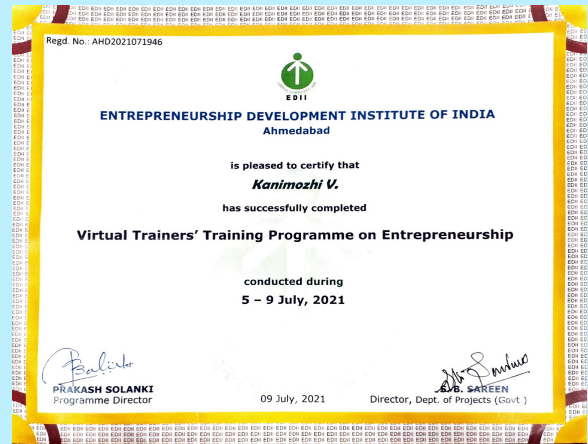 Regd. No.: AHD2021071946
EDII
ENTREPRENEURSHIP DEVELOPMENT INSTITUTE OF INDIA
Ahmedabad
is pleased to certify that
Kanimozhi V.
has successfully completed
Virtual Trainers' Training Programme on Entrepreneurship
conducted during
5 – 9 July, 2021
PRAKASH SOLANKI
Programme Director
09 July, 2021
S.B. SAREEN
Director, Dept. of Projects (Govt )